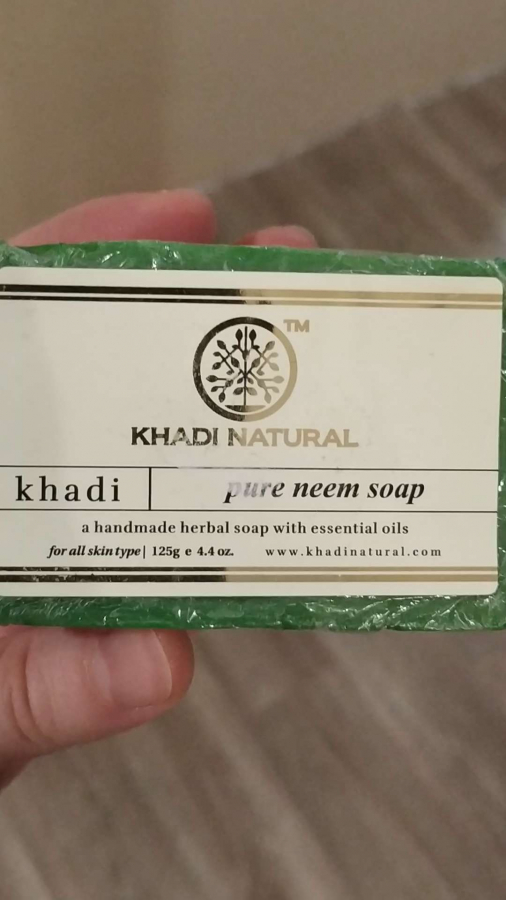 TM
KHADI NATURAL
khadi
pure neem soap
a handmade herbal soap with essential oils
for all skin type| 125g e 4.4 oz. www.khadinatural.com